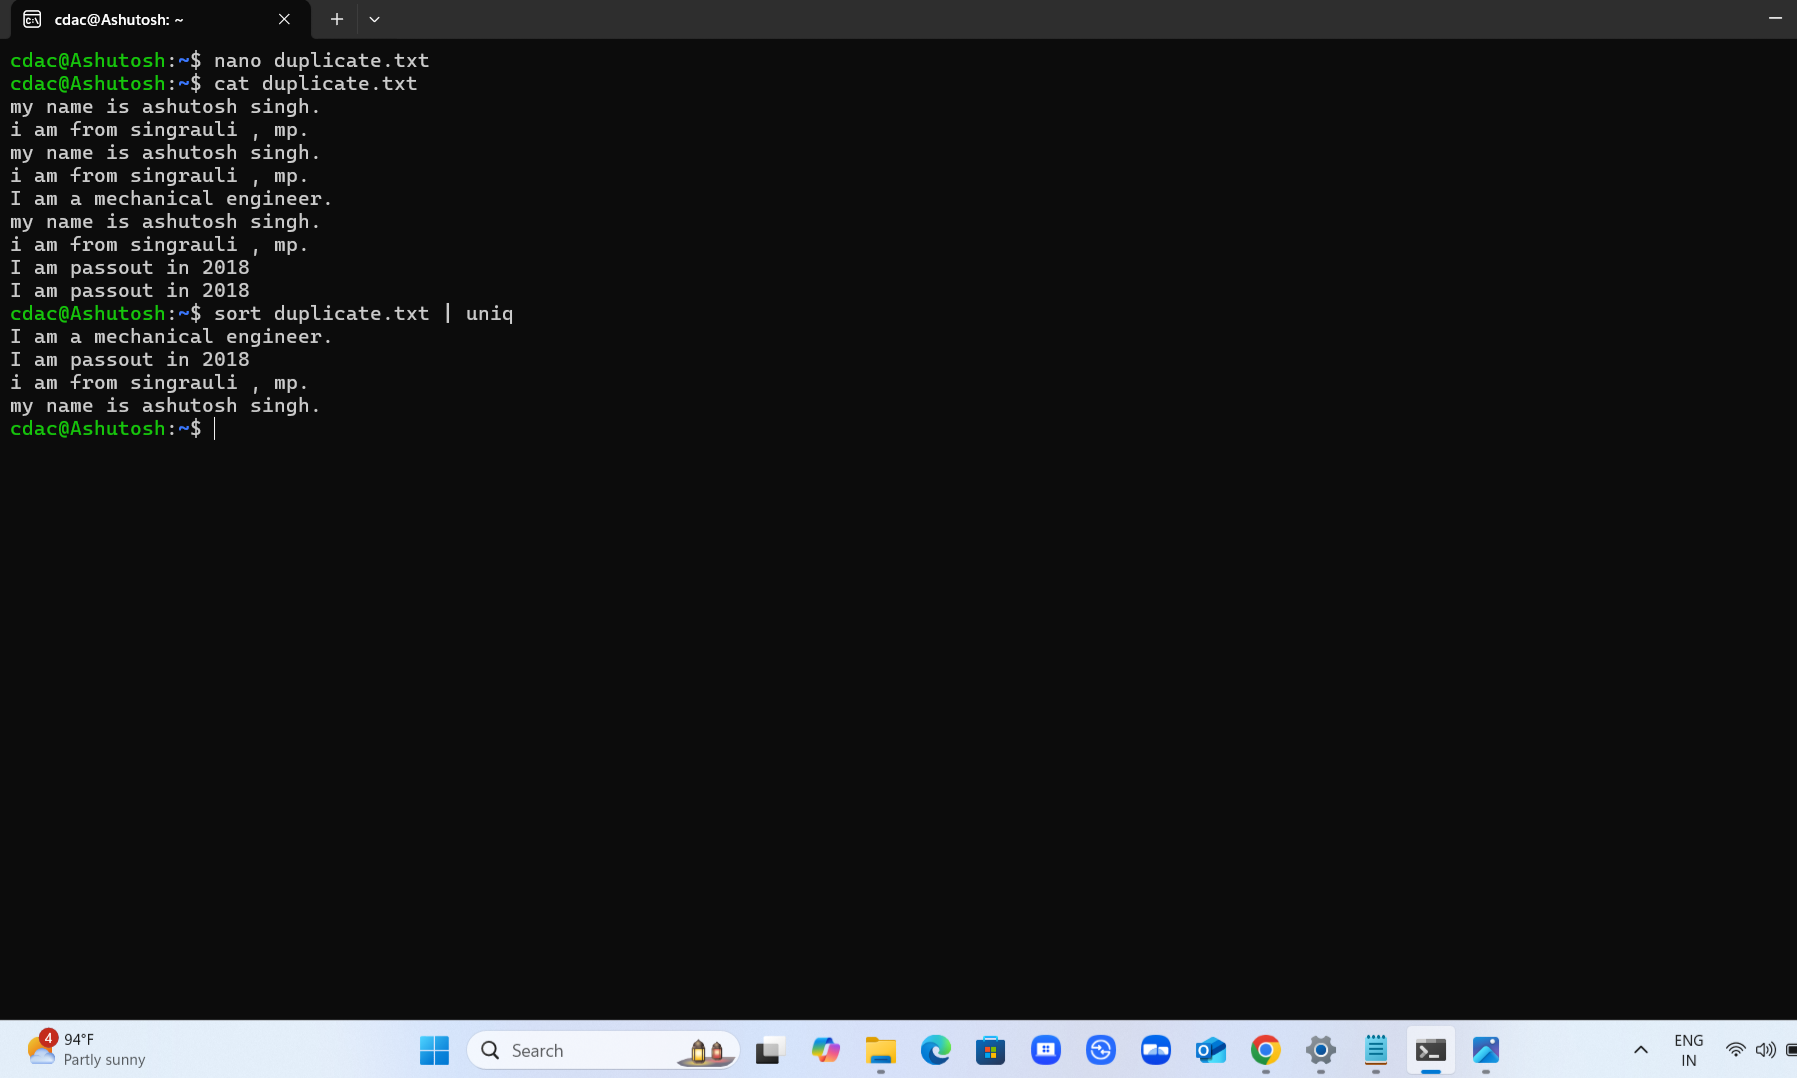 cdac@Ashutosh: ~
cdac@Ashutosh:~$ nano duplicate.txt
cdac@Ashutosh:~$ cat duplicate.txt
my name is ashutosh singh.
i am from singrauli , mp.
my name is ashutosh singh.
i am from singrauli , mp.
I am a mechanical engineer.
my name is ashutosh singh.
i am from singrauli , mp.
I am passout in 2018
I am passout in 2018
cdac@Ashutosh:~$ sort duplicate.txt | uniq
I am a mechanical engineer.
I am passout in 2018
i am from singrauli , mp.
my name is ashutosh singh.
cdac@Ashutosh:~$
4
94°F
Partly sunny
Search
ENG
IN